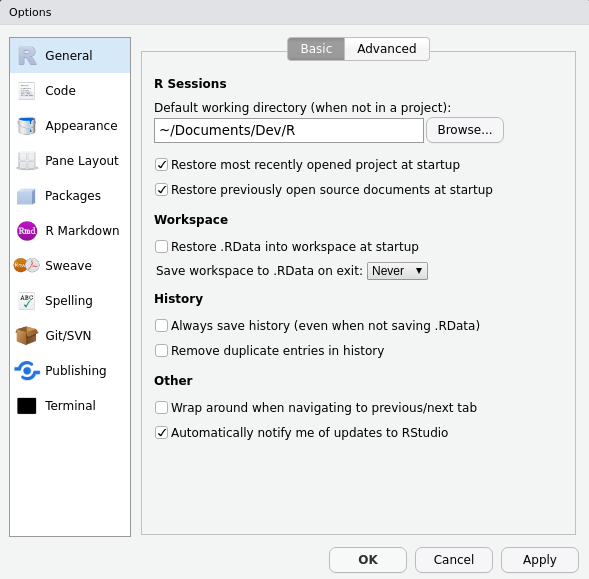 Options
General
Code
Appearance
Pane Layout
Packages
Rmd R Markdown
Sweave
ABC Spelling
Git/SVN
Publishing
Terminal
Basic Advanced
R Sessions
Default working directory (when not in a project):
~/Documents/Dev/R Browse...
Restore most recently opened project at startup
Restore previously open source documents at startup
Workspace
Restore .RData into workspace at startup
Save workspace to .RData on exit: Never
History
Always save history (even when not saving .RData)
Remove duplicate entries in history
Other
Wrap around when navigating to previous/next tab
Automatically notify me of updates to RStudio
OK Cancel Apply